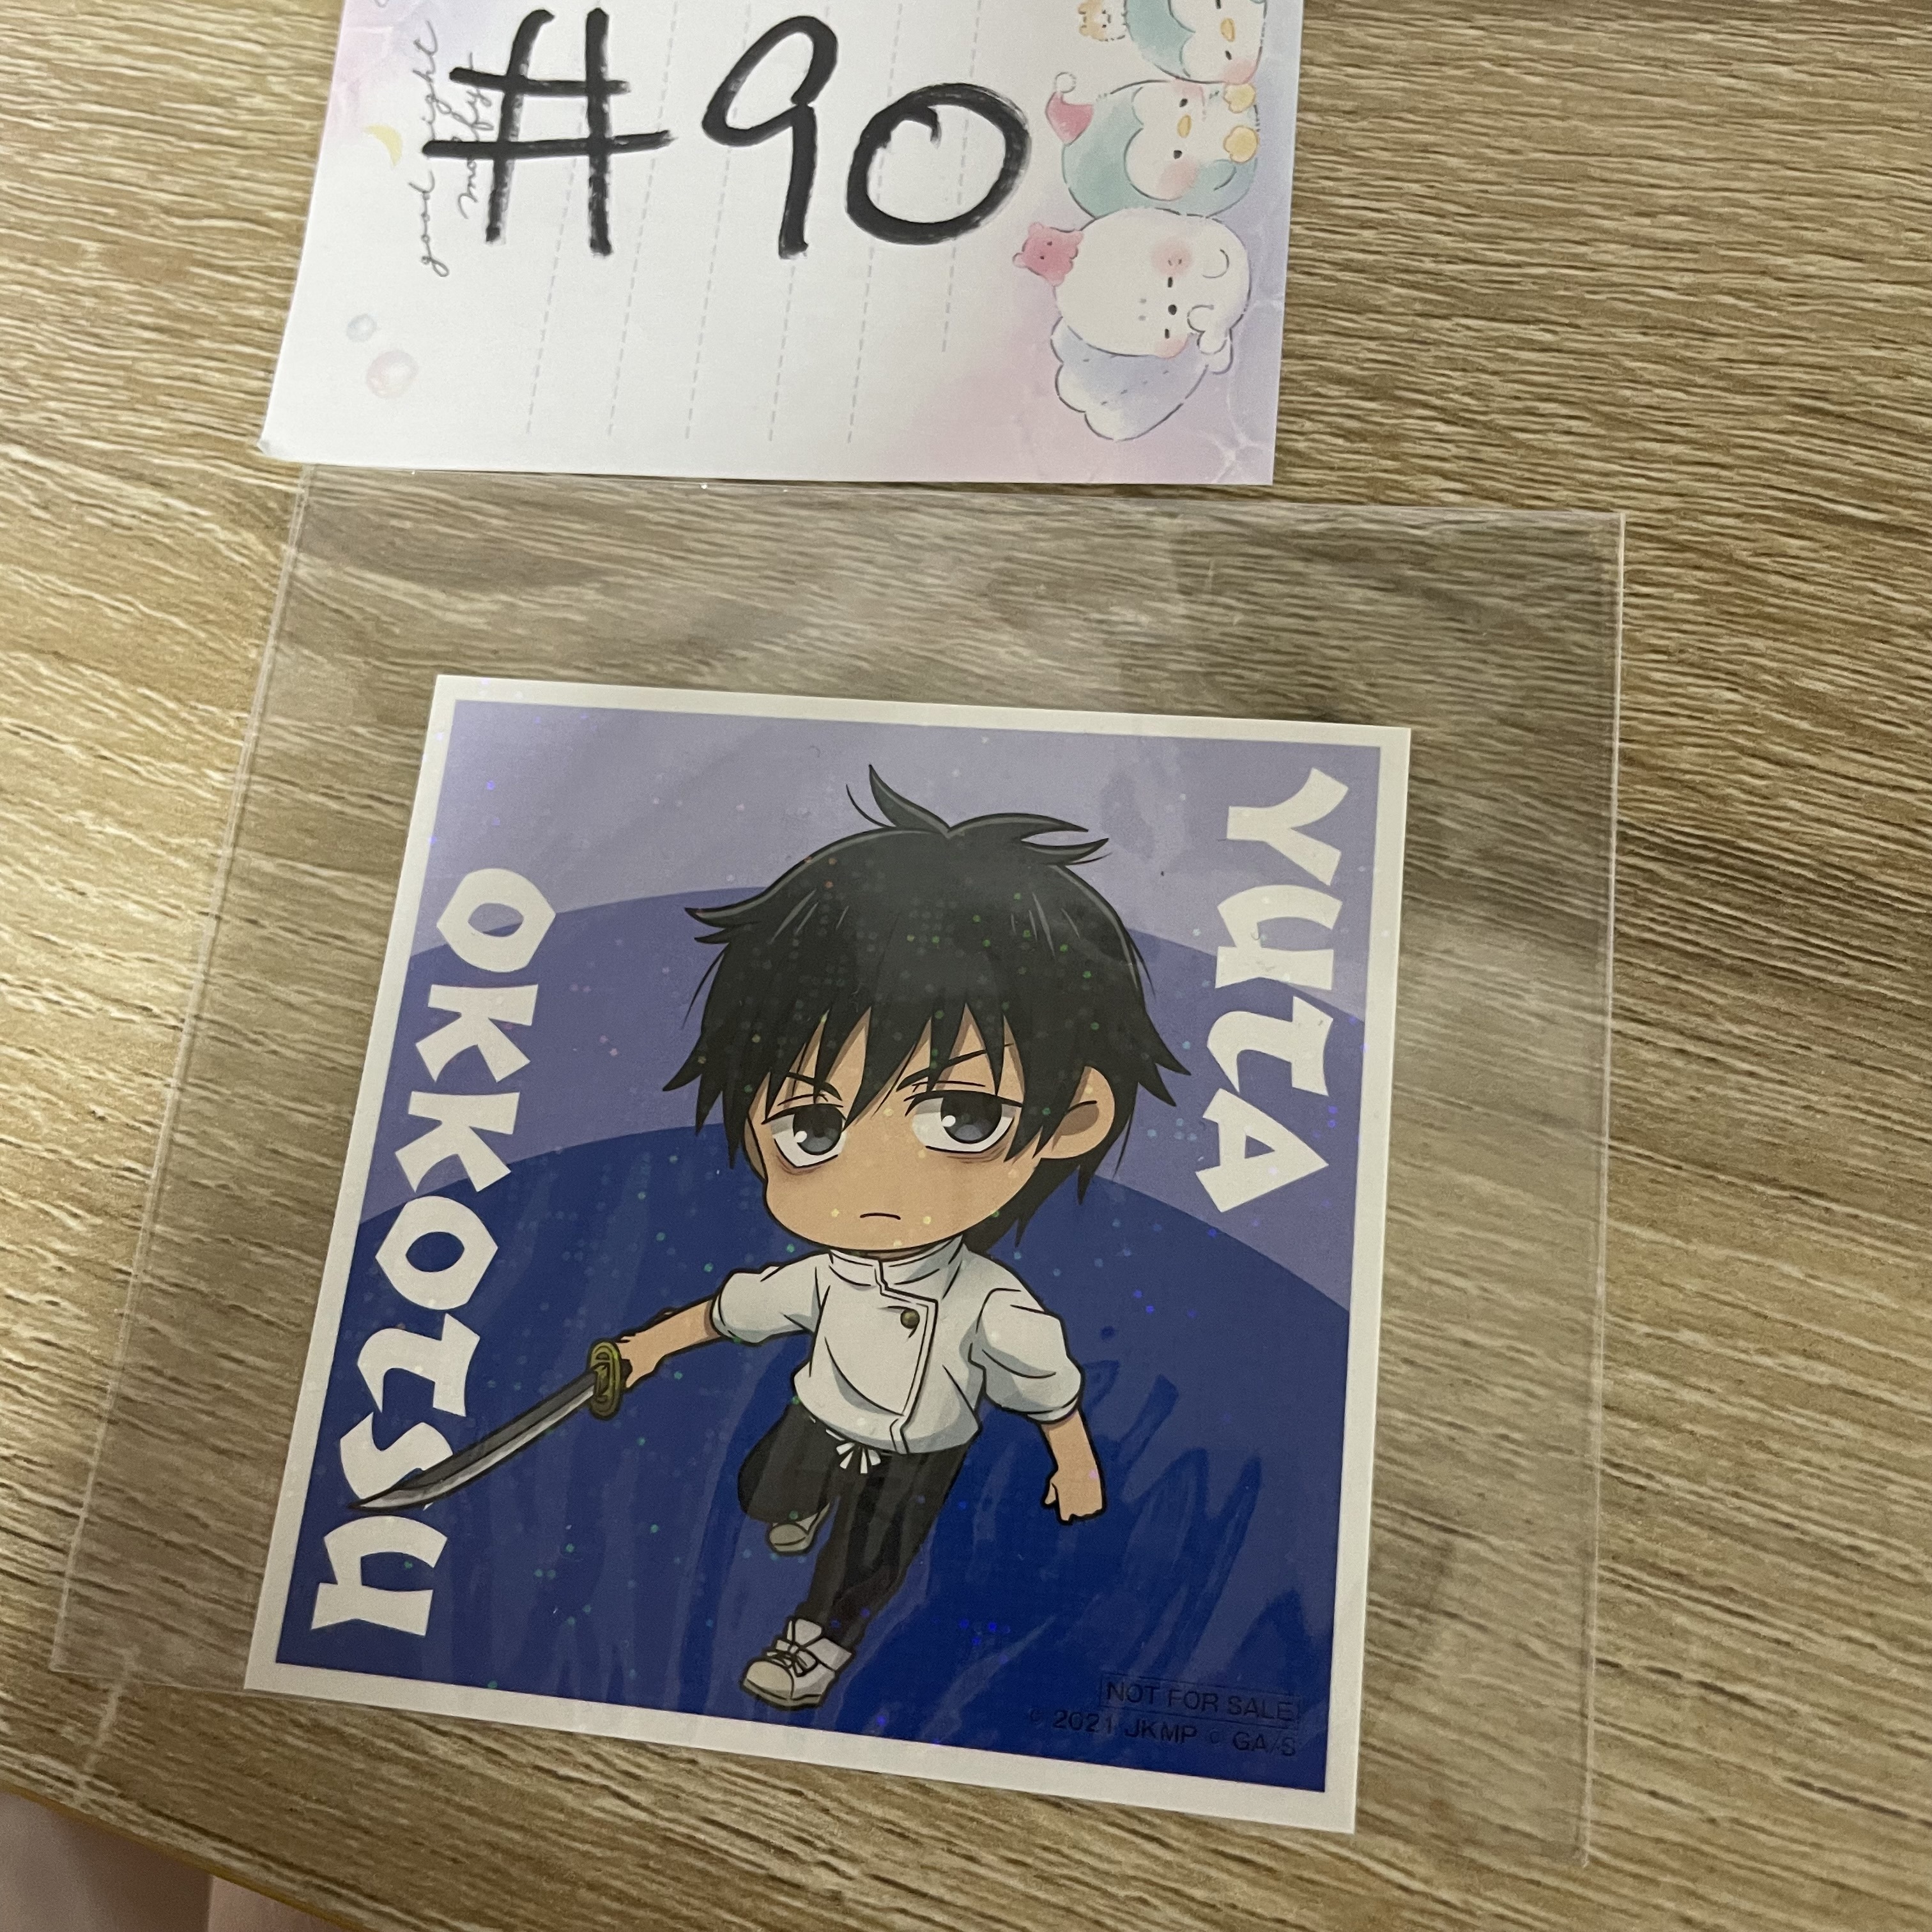 #90
good night
YUTA
OKKOTSU
NOT FOR SALE
© 2021 JKMP © GA/S